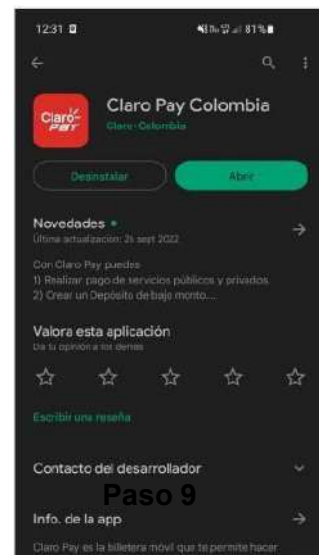 12:31
81%
Claro-
PAY
Claro Pay Colombia
Claro - Colombia
Desinstalar
Abrir
Novedades •
Última actualización: 26 sept 2022
Con Claro Pay puedes
1) Realizar pago de servicios públicos y privados.
2) Crear un Depósito de bajo monto....
Valora esta aplicación
Da tu opinión a los demás
Escribir una reseña
Contacto del desarrollador
Paso 9
Info. de la app
Claro Pay es la billetera móvil que te permite hacer